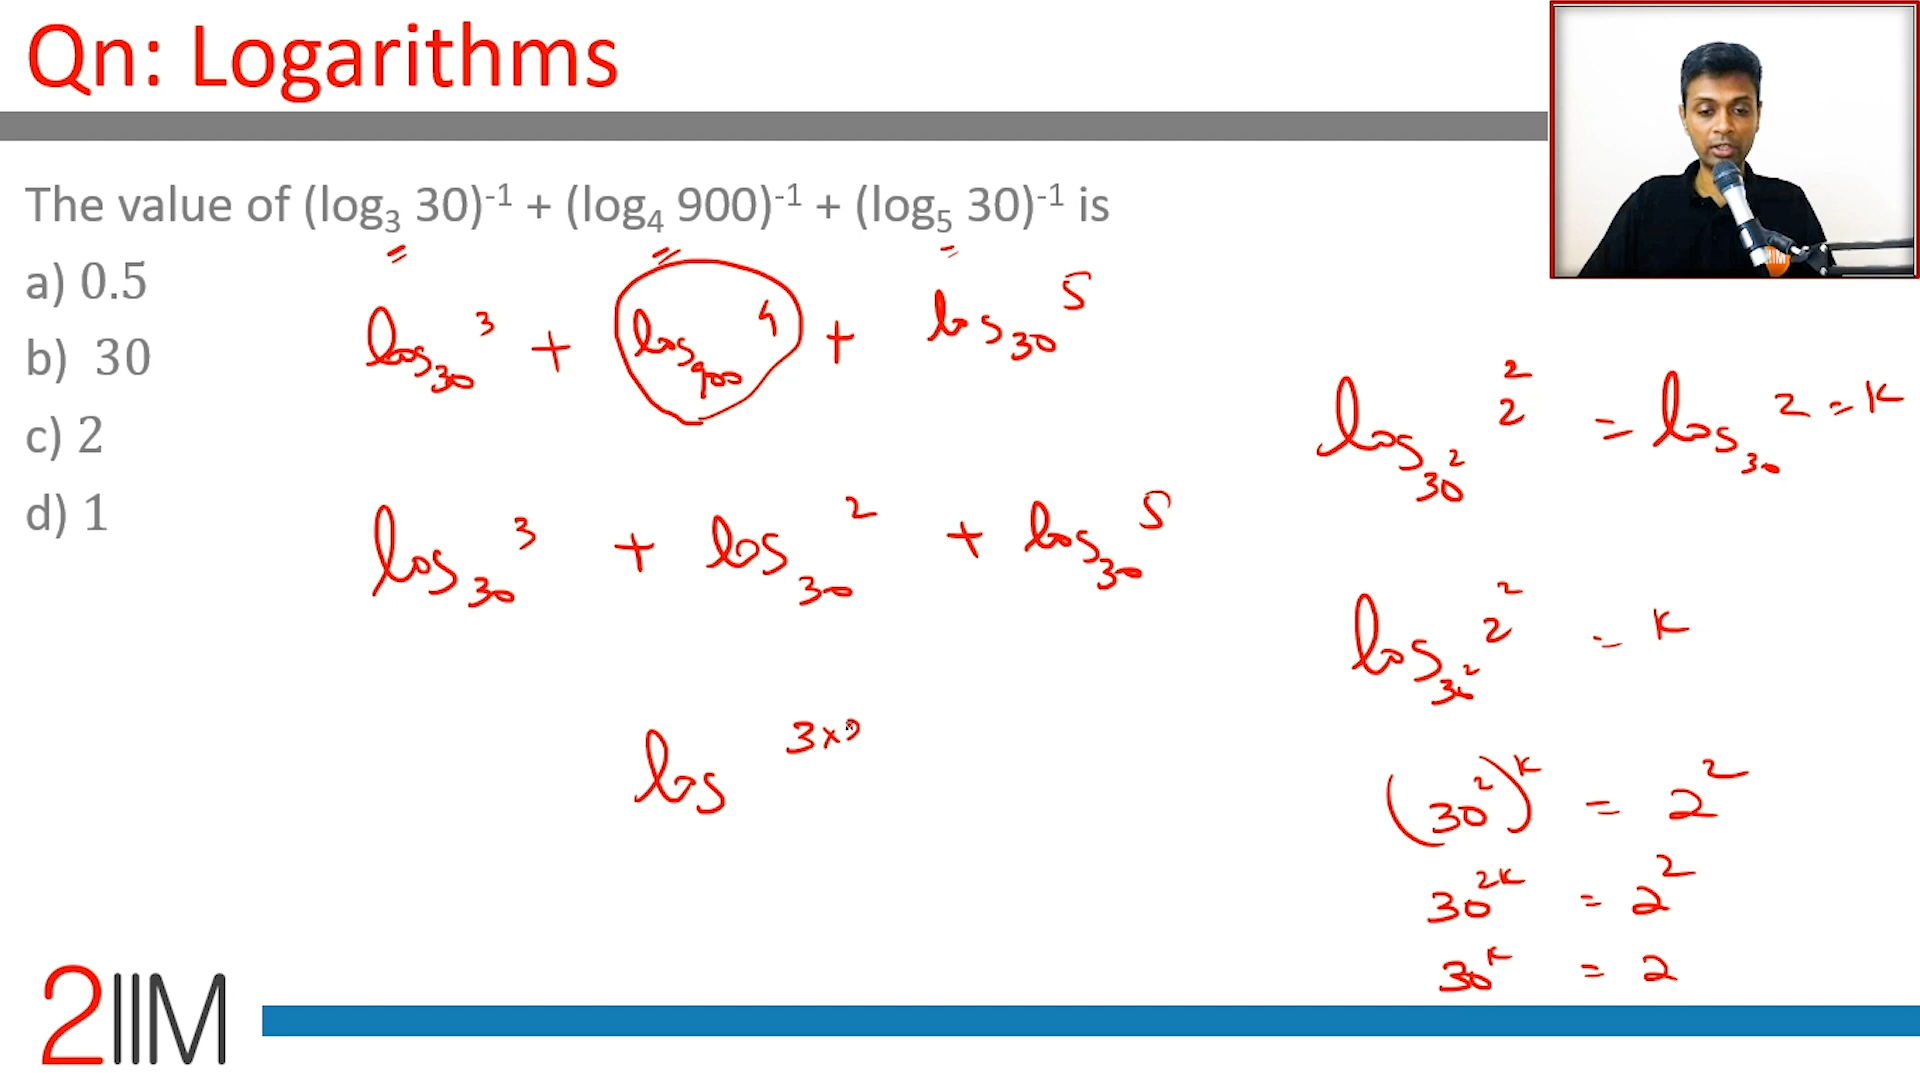 Qn: Logarithms
The value of (log₃ 30)⁻¹ + (log₄ 900)⁻¹ + (log₅ 30)⁻¹ is
a) 0.5
b) 30
c) 2
d) 1
log₃₀ 3 + log₉₀₀ 4 + log₃₀ 5
log₃₀ 3 + log₃₀ 2 + log₃₀ 5
log 3×
log₃₀² 2² = log₃₀ 2 = K
log₃₀² 2² = K
(30²)ᴷ = 2²
30²ᴷ = 2²
30ᴷ = 2
2IIM